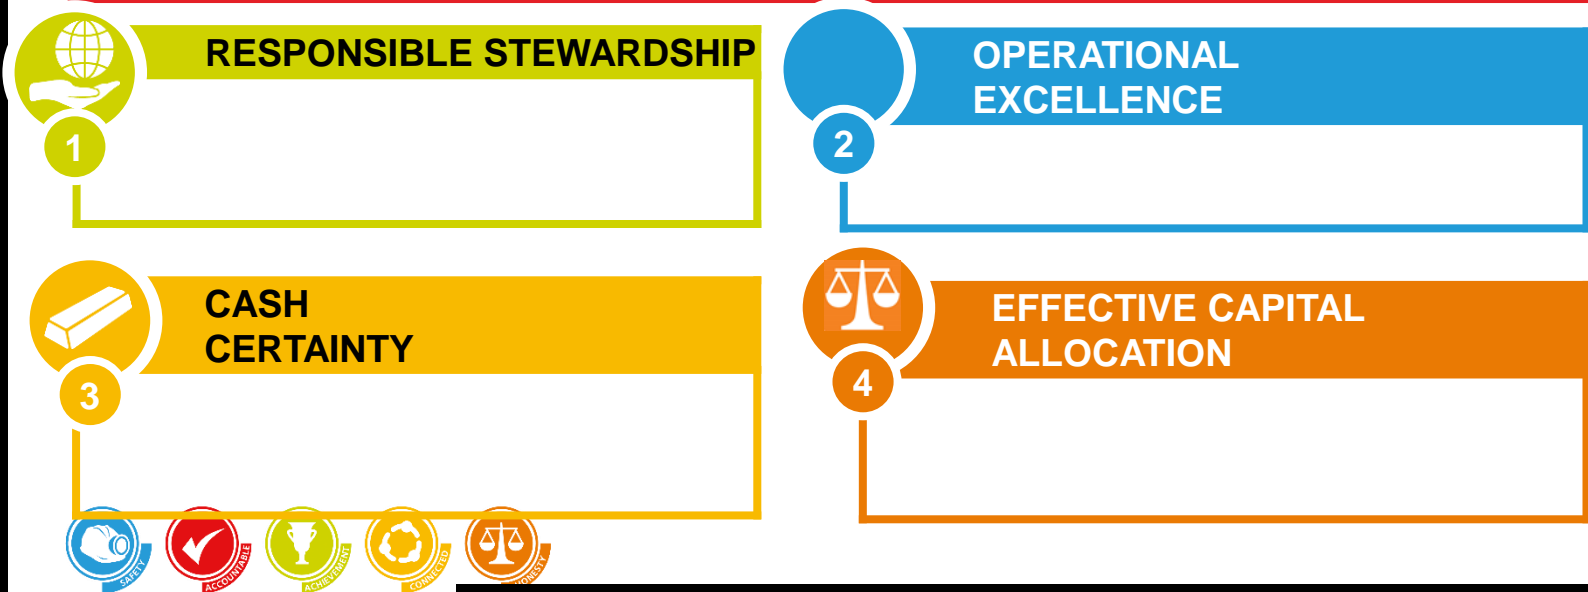 RESPONSIBLE STEWARDSHIP
1
OPERATIONAL
EXCELLENCE
2
CASH
CERTAINTY
3
EFFECTIVE CAPITAL
ALLOCATION
4
SAFETY
ACCOUNTABLE
ACHIEVEMENT
CONNECTED
HONESTY